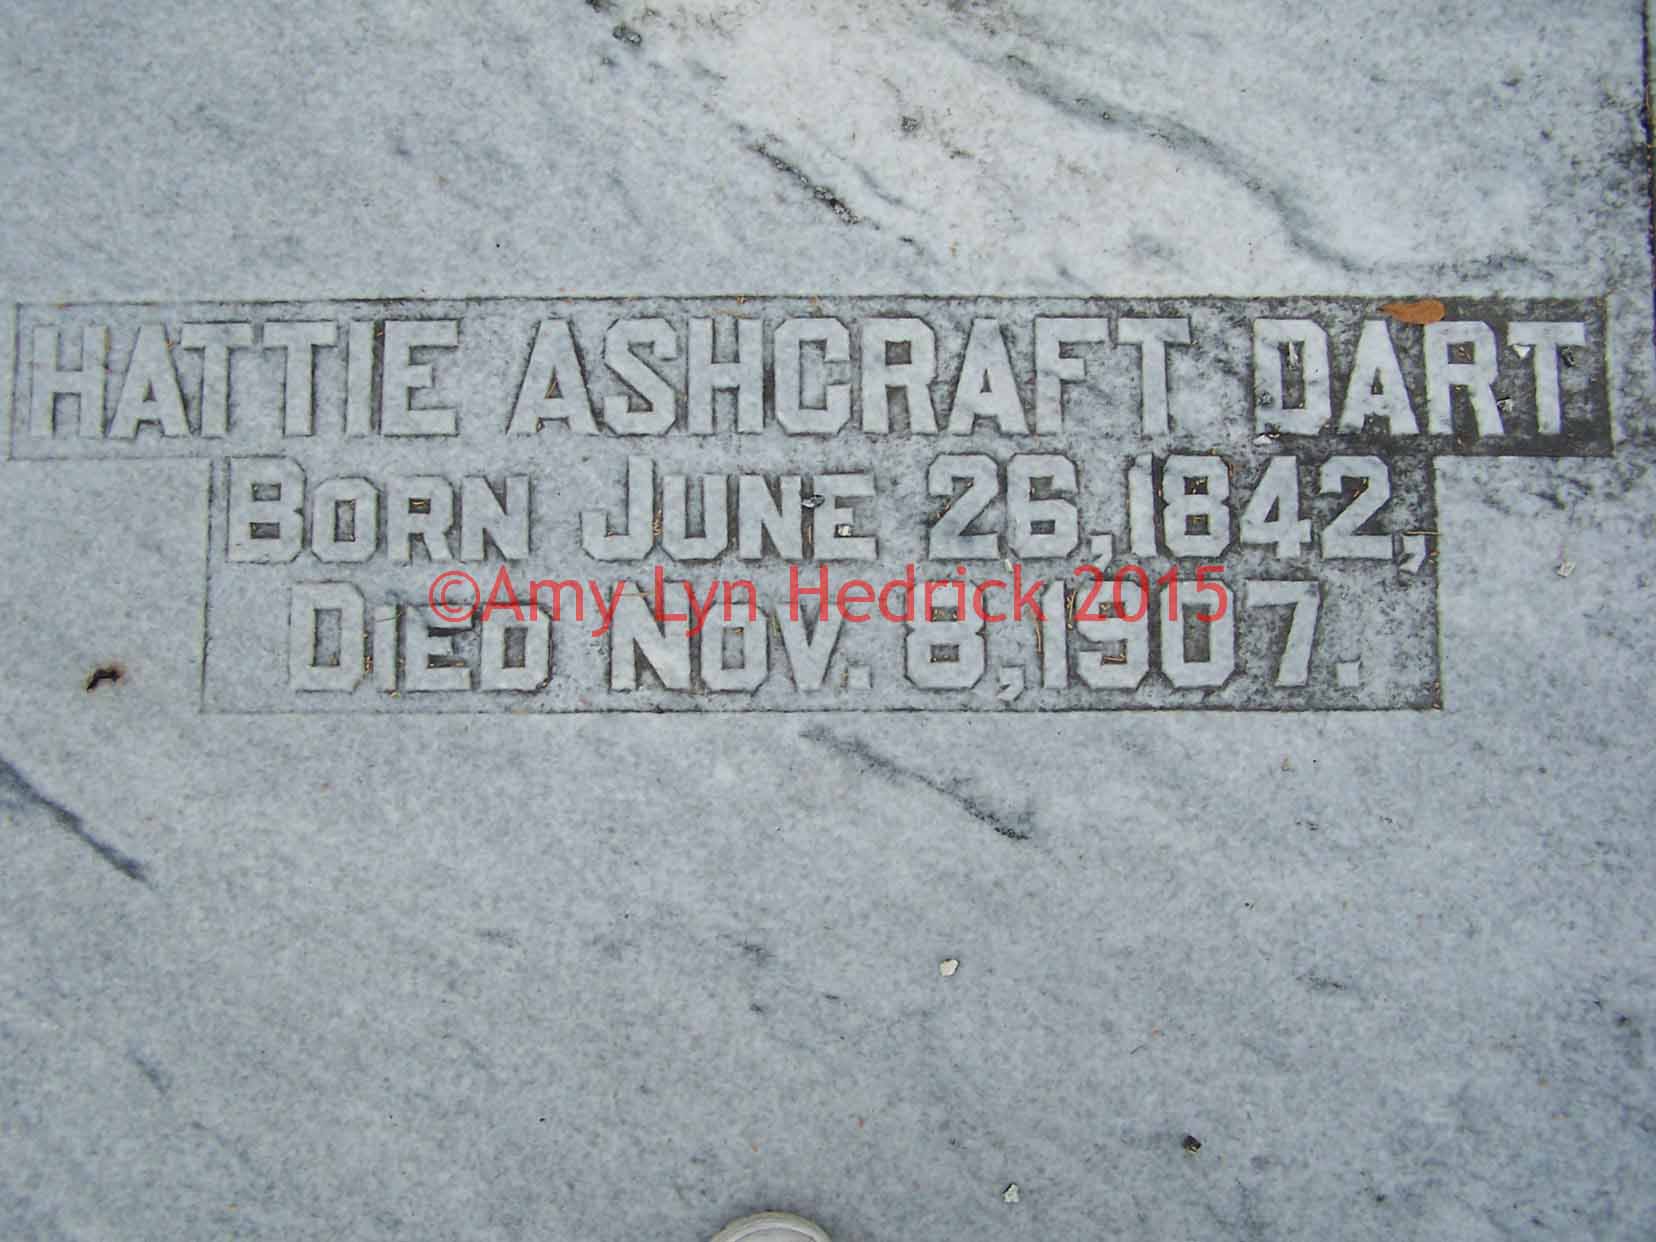 HATTIE ASHCRAFT DART
BORN JUNE 26, 1842,
©Amy Lyn Hedrick 2015
DIED NOV. 8, 1907.